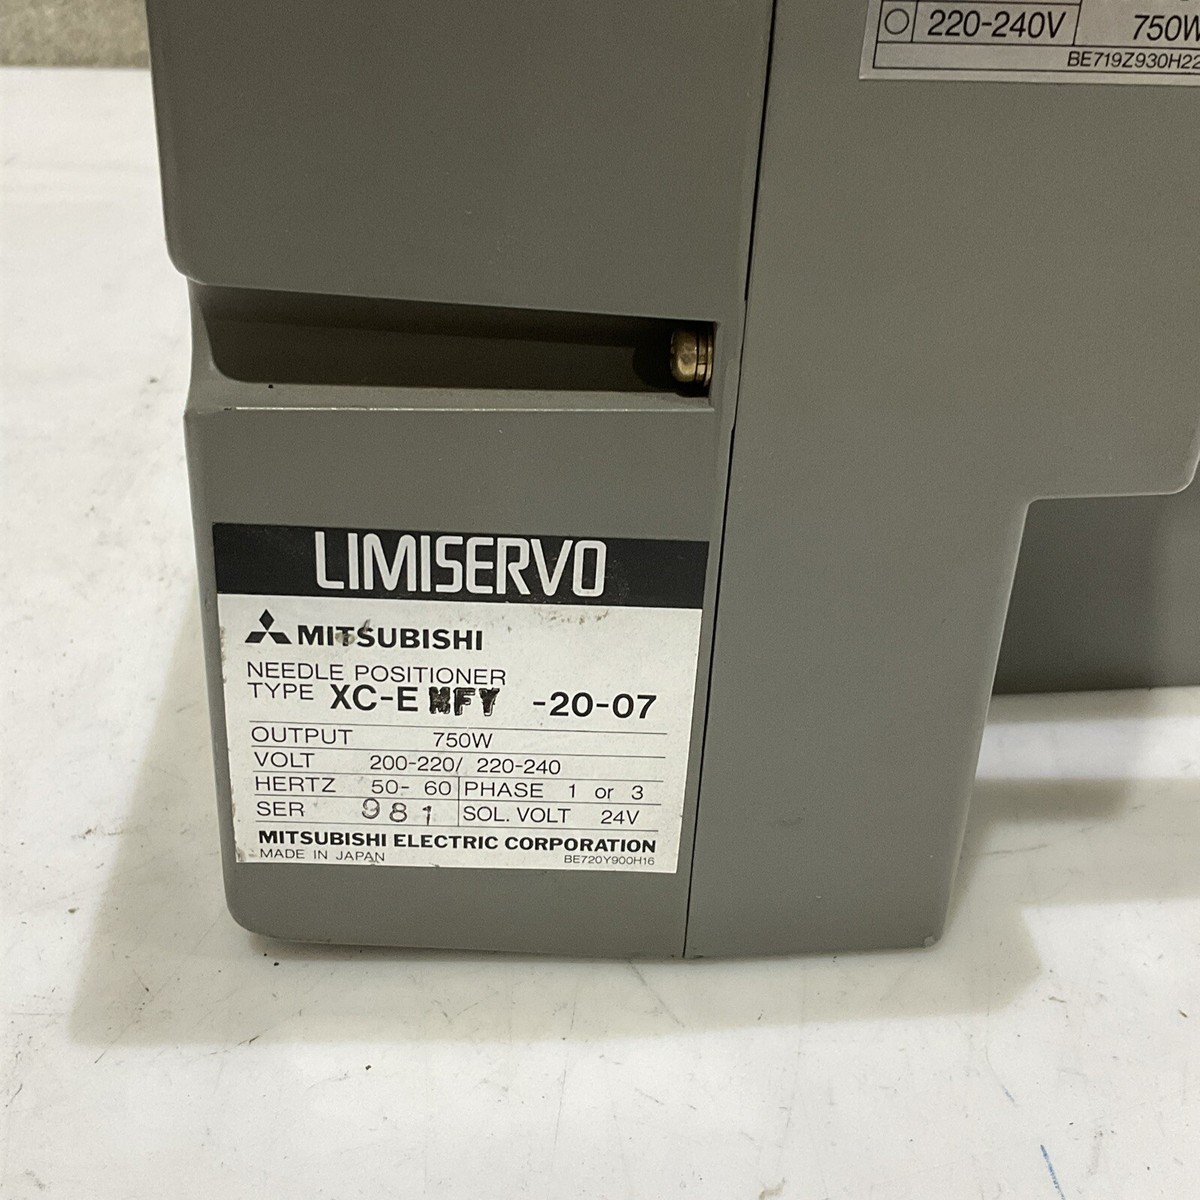 220-240V 750W
BE719Z930H22
LIMISERVO
MITSUBISHI
NEEDLE POSITIONER
TYPE XC-E MFY -20-07
OUTPUT 750W
VOLT 200-220/ 220-240
HERTZ 50- 60 PHASE 1 or 3
SER 981 SOL. VOLT 24V
MITSUBISHI ELECTRIC CORPORATION
MADE IN JAPAN BE720Y900H16